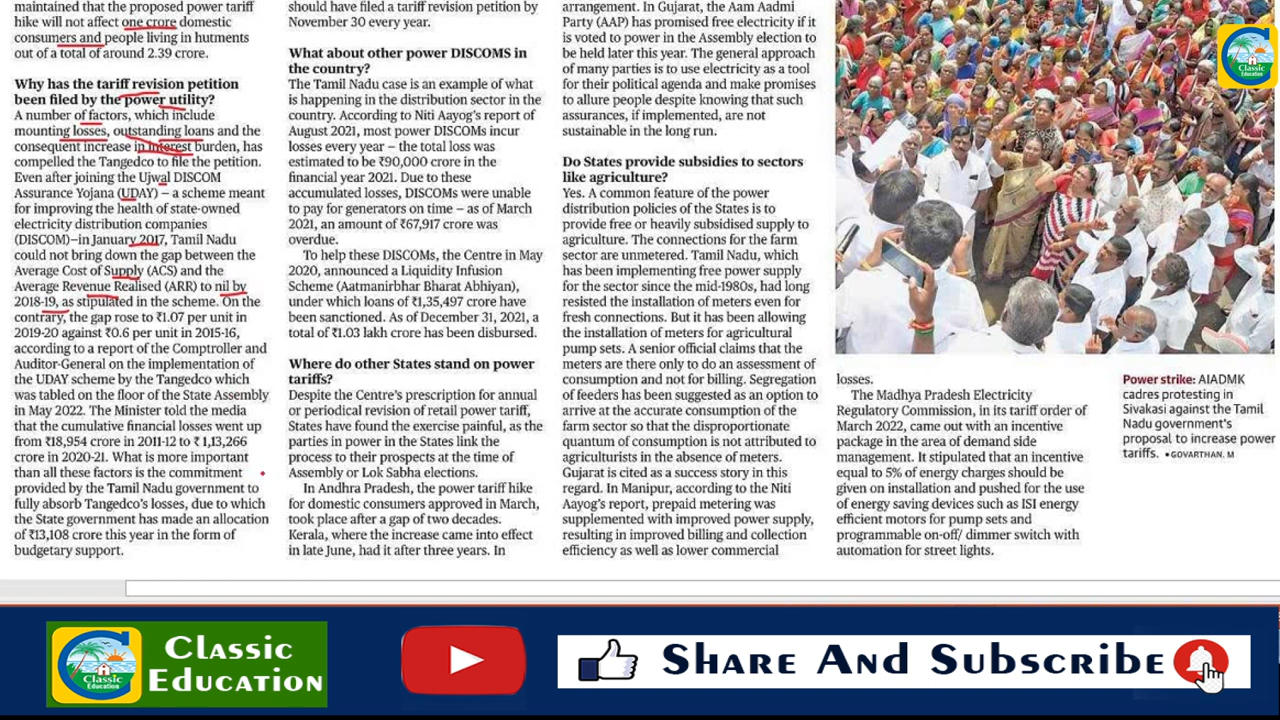 maintained that the proposed power tariff
hike will not affect one crore domestic
consumers and people living in hutments
out of a total of around 2.39 crore.
Why has the tariff revision petition
been filed by the power utility?
A number of factors, which include
mounting losses, outstanding loans and the
consequent increase in interest burden, has
compelled the Tangedco to file the petition.
Even after joining the Ujwal DISCOM
Assurance Yojana (UDAY) – a scheme meant
for improving the health of state-owned
electricity distribution companies
(DISCOM)–in January 2017, Tamil Nadu
could not bring down the gap between the
Average Cost of Supply (ACS) and the
Average Revenue Realised (ARR) to nil by
2018-19, as stipulated in the scheme. On the
contrary, the gap rose to ₹1.07 per unit in
2019-20 against ₹0.6 per unit in 2015-16,
according to a report of the Comptroller and
Auditor-General on the implementation of
the UDAY scheme by the Tangedco which
was tabled on the floor of the State Assembly
in May 2022. The Minister told the media
that the cumulative financial losses went up
from ₹18,954 crore in 2011-12 to ₹ 1,13,266
crore in 2020-21. What is more important
than all these factors is the commitment
provided by the Tamil Nadu government to
fully absorb Tangedco's losses, due to which
the State government has made an allocation
of ₹13,108 crore this year in the form of
budgetary support.
should have filed a tariff revision petition by
November 30 every year.
What about other power DISCOMS in
the country?
The Tamil Nadu case is an example of what
is happening in the distribution sector in the
country. According to Niti Aayog's report of
August 2021, most power DISCOMs incur
losses every year – the total loss was
estimated to be ₹90,000 crore in the
financial year 2021. Due to these
accumulated losses, DISCOMs were unable
to pay for generators on time – as of March
2021, an amount of ₹67,917 crore was
overdue.
To help these DISCOMs, the Centre in May
2020, announced a Liquidity Infusion
Scheme (Aatmanirbhar Bharat Abhiyan),
under which loans of ₹1,35,497 crore have
been sanctioned. As of December 31, 2021, a
total of ₹1.03 lakh crore has been disbursed.
Where do other States stand on power
tariffs?
Despite the Centre's prescription for annual
or periodical revision of retail power tariff,
States have found the exercise painful, as the
parties in power in the States link the
process to their prospects at the time of
Assembly or Lok Sabha elections.
In Andhra Pradesh, the power tariff hike
for domestic consumers approved in March,
took place after a gap of two decades.
Kerala, where the increase came into effect
in late June, had it after three years. In
arrangement. In Gujarat, the Aam Aadmi
Party (AAP) has promised free electricity if it
is voted to power in the Assembly election to
be held later this year. The general approach
of many parties is to use electricity as a tool
for their political agenda and make promises
to allure people despite knowing that such
assurances, if implemented, are not
sustainable in the long run.
Do States provide subsidies to sectors
like agriculture?
Yes. A common feature of the power
distribution policies of the States is to
provide free or heavily subsidised supply to
agriculture. The connections for the farm
sector are unmetered. Tamil Nadu, which
has been implementing free power supply
for the sector since the mid-1980s, had long
resisted the installation of meters even for
fresh connections. But it has been allowing
the installation of meters for agricultural
pump sets. A senior official claims that the
meters are there only to do an assessment of
consumption and not for billing. Segregation
of feeders has been suggested as an option to
arrive at the accurate consumption of the
farm sector so that the disproportionate
quantum of consumption is not attributed to
agriculturists in the absence of meters.
Gujarat is cited as a success story in this
regard. In Manipur, according to the Niti
Aayog's report, prepaid metering was
supplemented with improved power supply,
resulting in improved billing and collection
efficiency as well as lower commercial
losses.
The Madhya Pradesh Electricity
Regulatory Commission, in its tariff order of
March 2022, came out with an incentive
package in the area of demand side
management. It stipulated that an incentive
equal to 5% of energy charges should be
given on installation and pushed for the use
of energy saving devices such as ISI energy
efficient motors for pump sets and
programmable on-off/ dimmer switch with
automation for street lights.
Power strike: AIADMK
cadres protesting in
Sivakasi against the Tamil
Nadu government's
proposal to increase power
tariffs. • GOVARTHAN. M
Classic
Education
Classic
Education
Classic
Education
Share And Subscribe